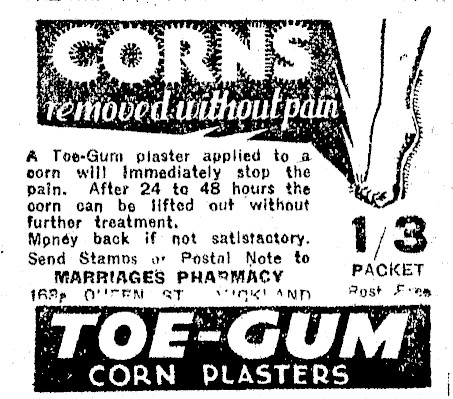 CORNS
removed without pain
A Toe-Gum plaster applied to a
corn will immediately stop the
pain. After 24 to 48 hours the
corn can be lifted out without
further treatment.
Money back if not satisfactory.
Send Stamps or Postal Note to
MARRIAGES PHARMACY
QUEEN ST. AUCKLAND
1/3
PACKET
Post Free
TOE-GUM
CORN PLASTERS